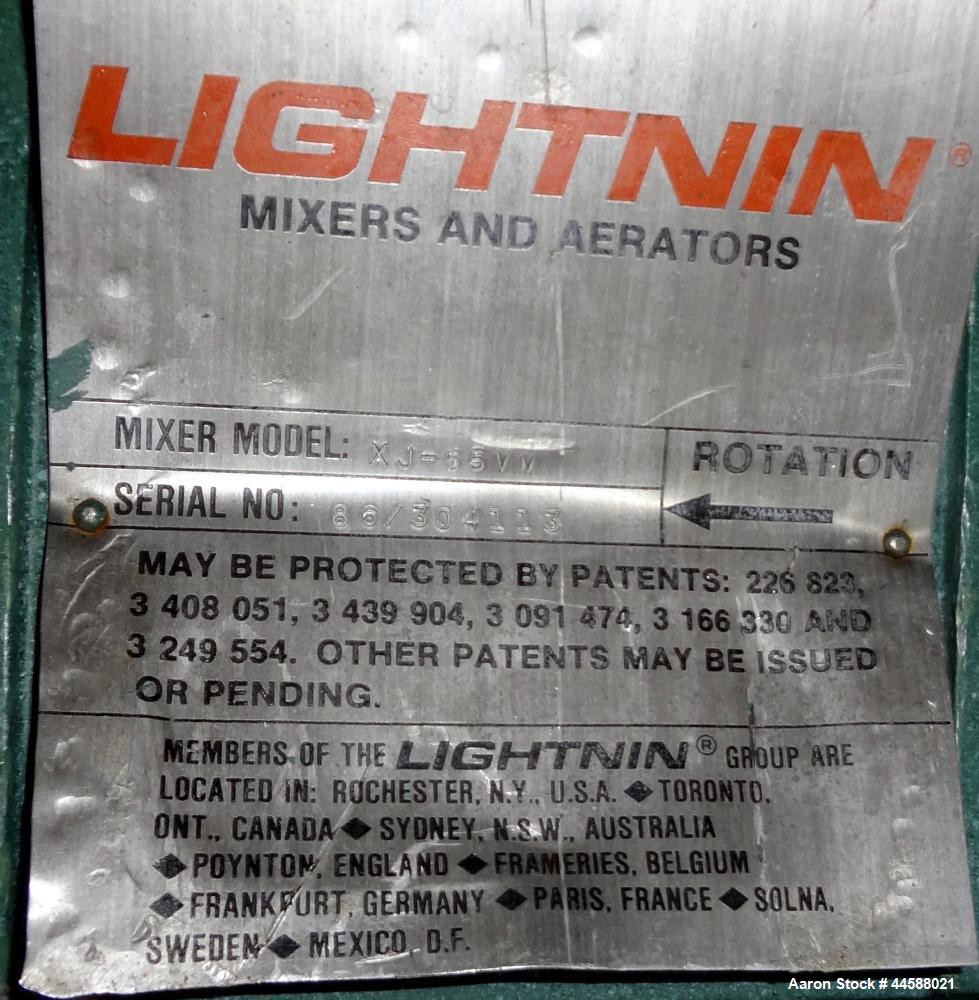 LIGHTNIN®
MIXERS AND AERATORS
MIXER MODEL: XJ-65VM
ROTATION
SERIAL NO: 86/304113
MAY BE PROTECTED BY PATENTS: 226 823,
3 408 051, 3 439 904, 3 091 474, 3 166 330 AND
3 249 554. OTHER PATENTS MAY BE ISSUED
OR PENDING.
MEMBERS OF THE LIGHTNIN® GROUP ARE
LOCATED IN: ROCHESTER, N.Y., U.S.A. ◆ TORONTO,
ONT., CANADA ◆ SYDNEY, N.S.W., AUSTRALIA
◆ POYNTON, ENGLAND ◆ FRAMERIES, BELGIUM
◆ FRANKFURT, GERMANY ◆ PARIS, FRANCE ◆ SOLNA,
SWEDEN ◆ MEXICO, D.F.
Aaron Stock # 44588021